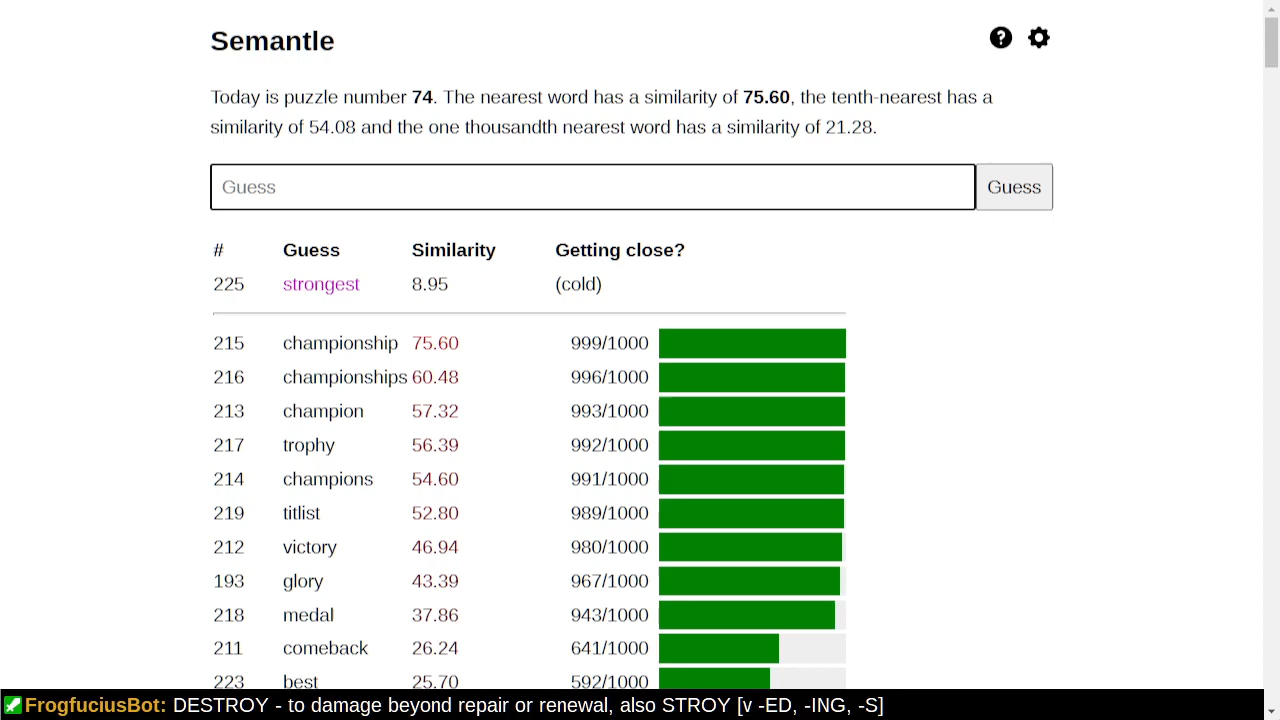 Semantle
Today is puzzle number 74. The nearest word has a similarity of 75.60, the tenth-nearest has a
similarity of 54.08 and the one thousandth nearest word has a similarity of 21.28.
Guess Guess
# Guess Similarity Getting close?
225 strongest 8.95 (cold)
215 championship 75.60 999/1000
216 championships 60.48 996/1000
213 champion 57.32 993/1000
217 trophy 56.39 992/1000
214 champions 54.60 991/1000
219 titlist 52.80 989/1000
212 victory 46.94 980/1000
193 glory 43.39 967/1000
218 medal 37.86 943/1000
211 comeback 26.24 641/1000
223 best 25.70 592/1000
FrogfuciusBot: DESTROY - to damage beyond repair or renewal, also STROY [v -ED, -ING, -S]